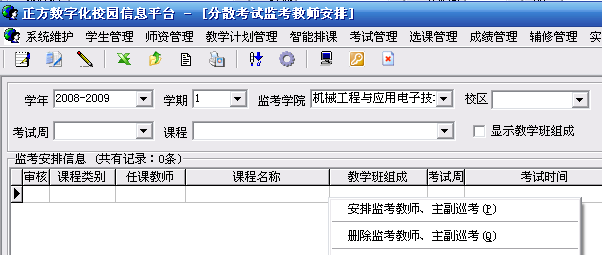 正方数字化校园信息平台 - [分散考试监考教师安排]
系统维护 学生管理 师资管理 教学计划管理 智能排课 考试管理 选课管理 成绩管理 辅修管理 实
学年 2008-2009 学期 1 监考学院 机械工程与应用电子技 校区
考试周 课程 显示教学班组成
监考安排信息 (共有记录:0条)
审核 课程类别 任课教师 课程名称 教学班组成 考试周 考试时间
安排监考教师、主副巡考(P)
删除监考教师、主副巡考(Q)